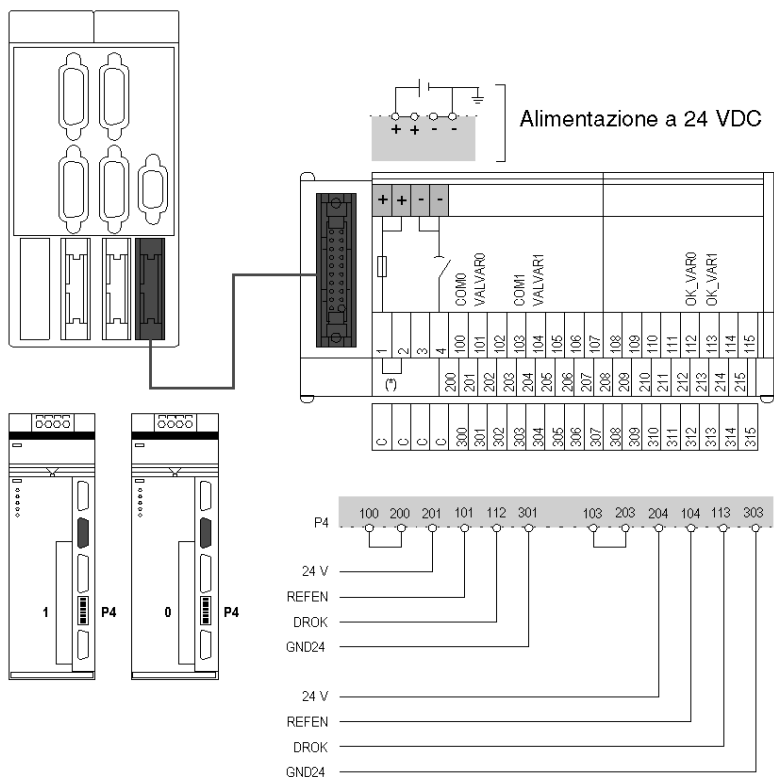 Alimentazione a 24 VDC
+ + - -
+ + - -
COM0
VALVAR0
COM1
VALVAR1
OK_VAR0
OK_VAR1
1 2 3 4 100 101 102 103 104 105 106 107 108 109 110 111 112 113 114 115
(*) 200 201 202 203 204 205 206 207 208 209 210 211 212 213 214 215
C C C C 300 301 302 303 304 305 306 307 308 309 310 311 312 313 314 315
P4 100 200 201 101 112 301 103 203 204 104 113 303
24 V
REFEN
DROK
GND24
24 V
REFEN
DROK
GND24
1 P4
0 P4